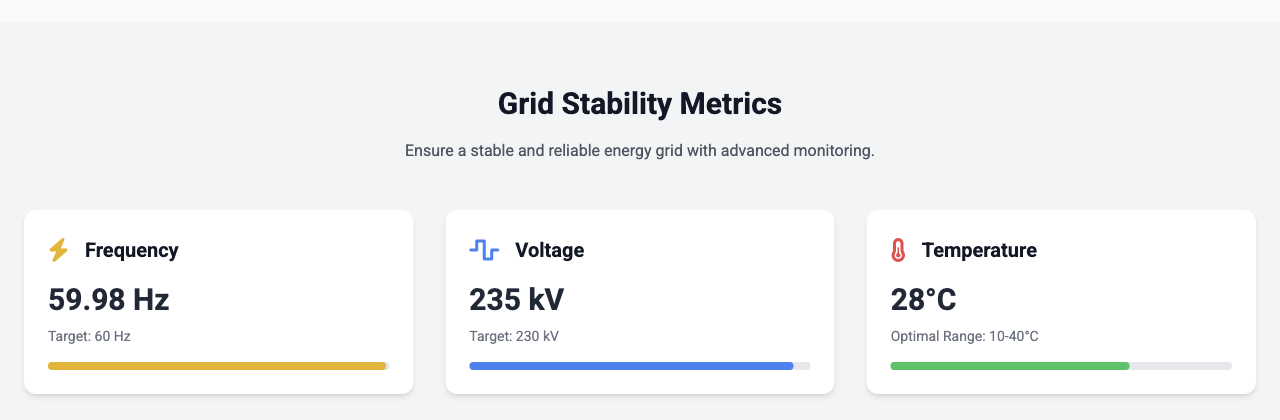 Grid Stability Metrics
Ensure a stable and reliable energy grid with advanced monitoring.
Frequency
59.98 Hz
Target: 60 Hz
Voltage
235 kV
Target: 230 kV
Temperature
28°C
Optimal Range: 10-40°C